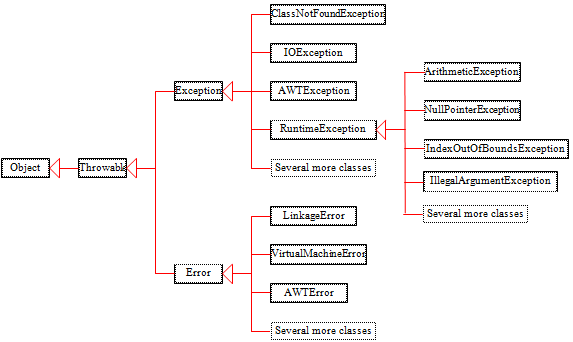 ClassNotFoundException
IOException
ArithmeticException
Exception
AWTException
NullPointerException
RuntimeException
IndexOutOfBoundsException
Object
Throwable
Several more classes
IllegalArgumentException
LinkageError
Several more classes
VirtualMachineError
Error
AWTError
Several more classes